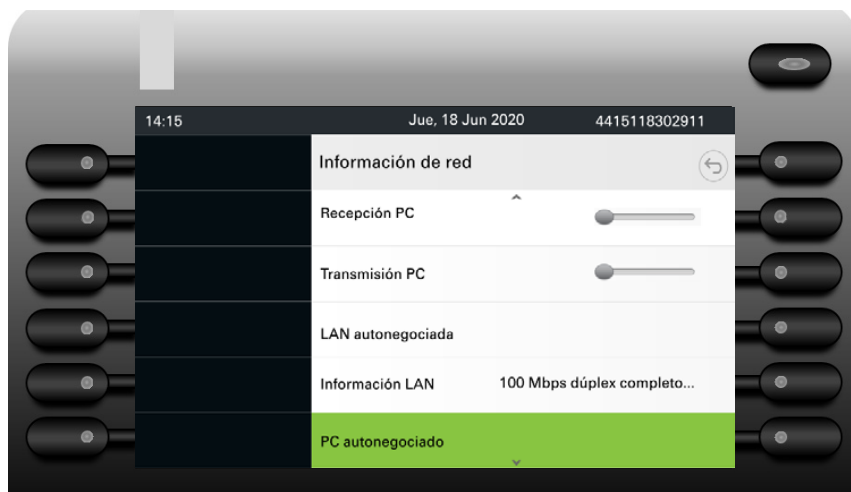 14:15 Jue, 18 Jun 2020 4415118302911
Información de red
Recepción PC
Transmisión PC
LAN autonegociada
Información LAN 100 Mbps dúplex completo...
PC autonegociado